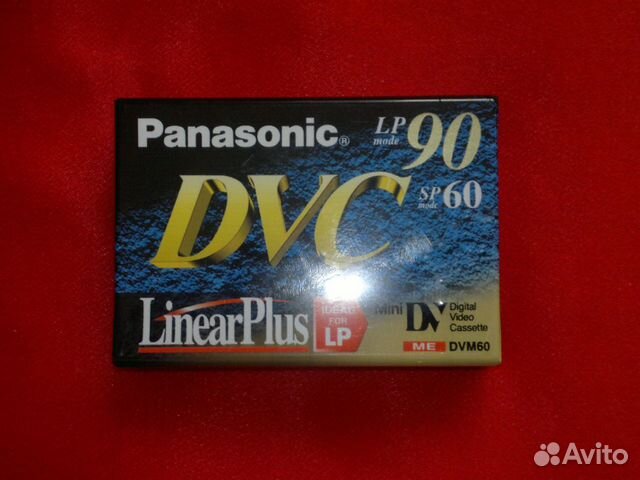 Panasonic®
LP mode 90
DVC
SP mode 60
LinearPlus
IDEAL
FOR
LP
Mini DV Digital
Video
Cassette
ME DVM60
Avito